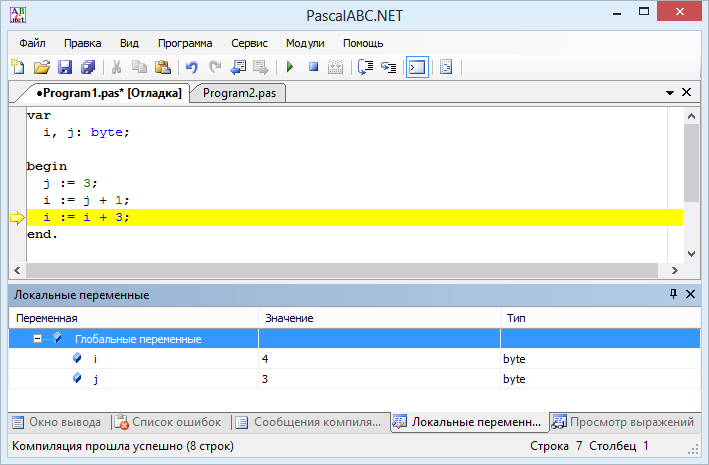 PascalABC.NET
Файл Правка Вид Программа Сервис Модули Помощь
•Program1.pas* [Отладка] Program2.pas
var
i, j: byte;
begin
j := 3;
i := j + 1;
i := i + 3;
end.
Локальные переменные
Переменная Значение Тип
Глобальные переменные
i 4 byte
j 3 byte
Окно вывода Список ошибок Сообщения компиля... Локальные переменн... Просмотр выражений
Компиляция прошла успешно (8 строк) Строка 7 Столбец 1